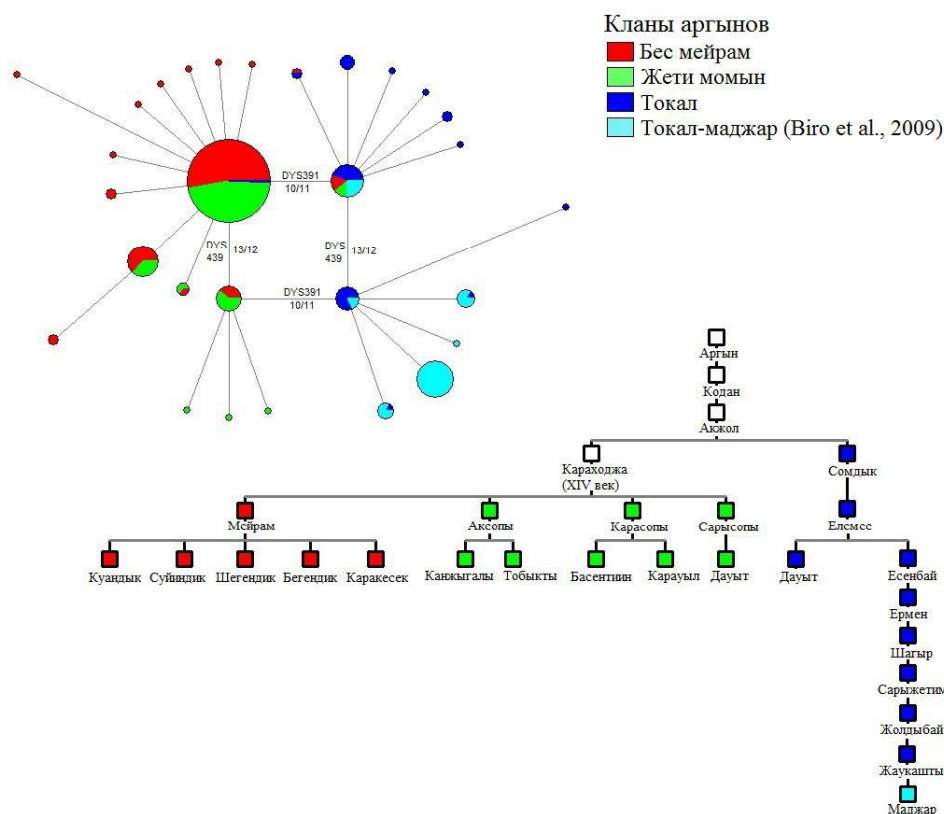 Кланы аргынов
Бес мейрам
Жети момын
Токал
Токал-маджар (Biro et al., 2009)
DYS391
10/11
DYS 13/12
439
DYS 13/12
439
DYS391
10/11
Аргын
Кодан
Акжол
Караходжа
(XIV век)
Сомдык
Мейрам
Аксопы
Карасопы
Сарысопы
Елемес
Куандык
Суйиндик
Шегендик
Бегендик
Каракесек
Канжыгалы
Тобыкты
Басентиин
Карауыл
Дауыт
Дауыт
Есенбай
Ермен
Шагыр
Сарыжетим
Жолдыбай
Жаукашты
Маджар